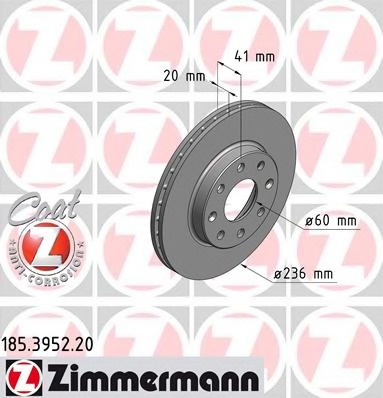 41 mm
20 mm
ø60 mm
ø236 mm
Coat
Z
ANTI-CORROSION
185.3952.20
Z Zimmermann